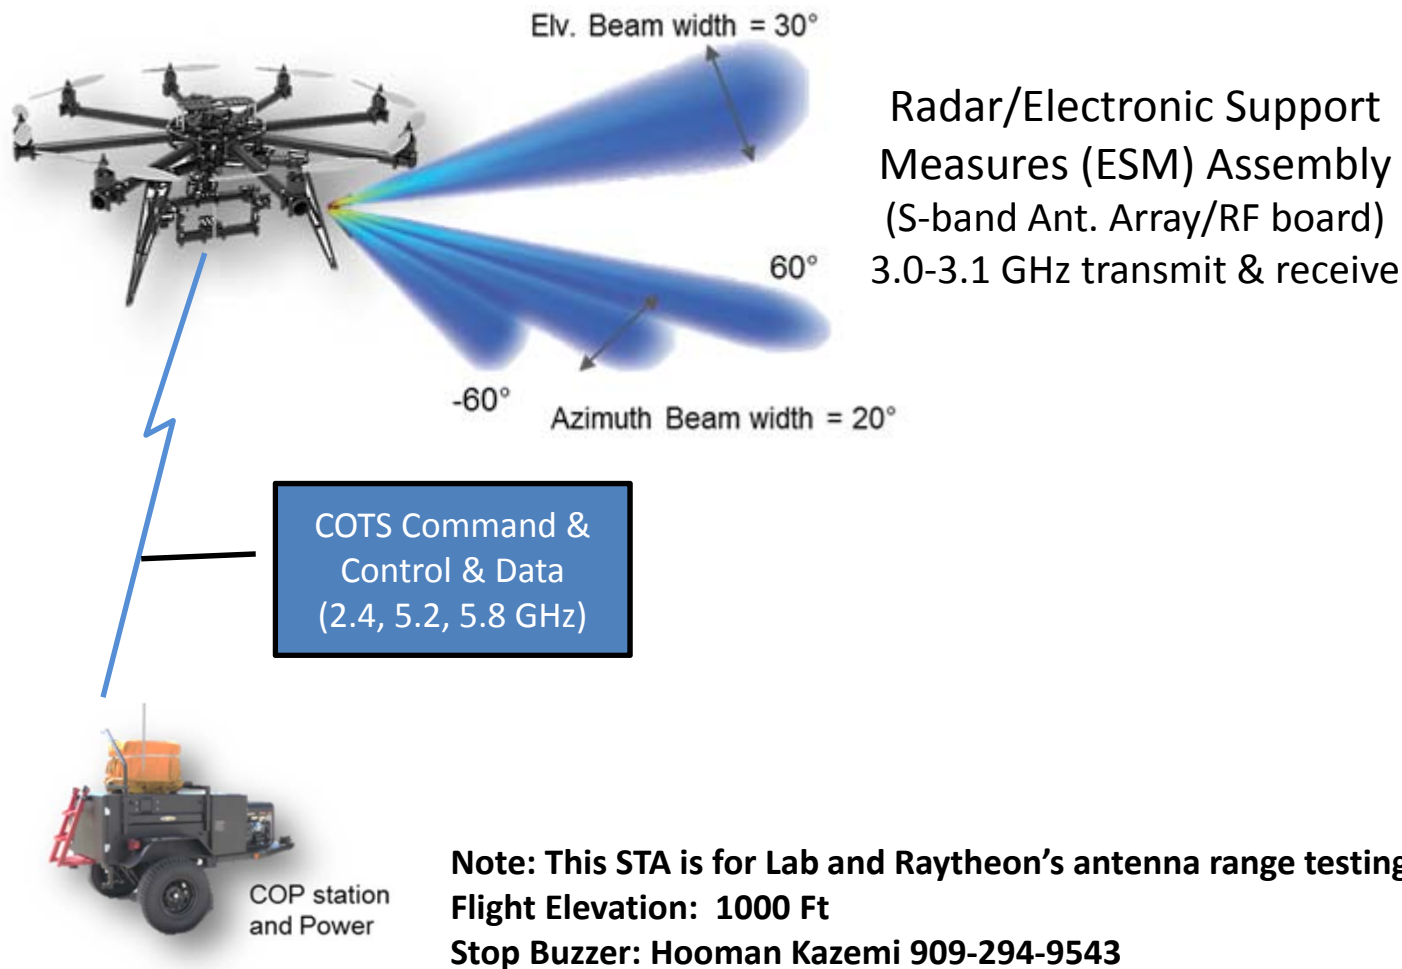 Elv. Beam width = 30°
Radar/Electronic Support
Measures (ESM) Assembly
(S-band Ant. Array/RF board)
3.0-3.1 GHz transmit & receive
60°
-60°
Azimuth Beam width = 20°
COTS Command &
Control & Data
(2.4, 5.2, 5.8 GHz)
COP station
and Power
Note: This STA is for Lab and Raytheon's antenna range testing
Flight Elevation: 1000 Ft
Stop Buzzer: Hooman Kazemi 909-294-9543